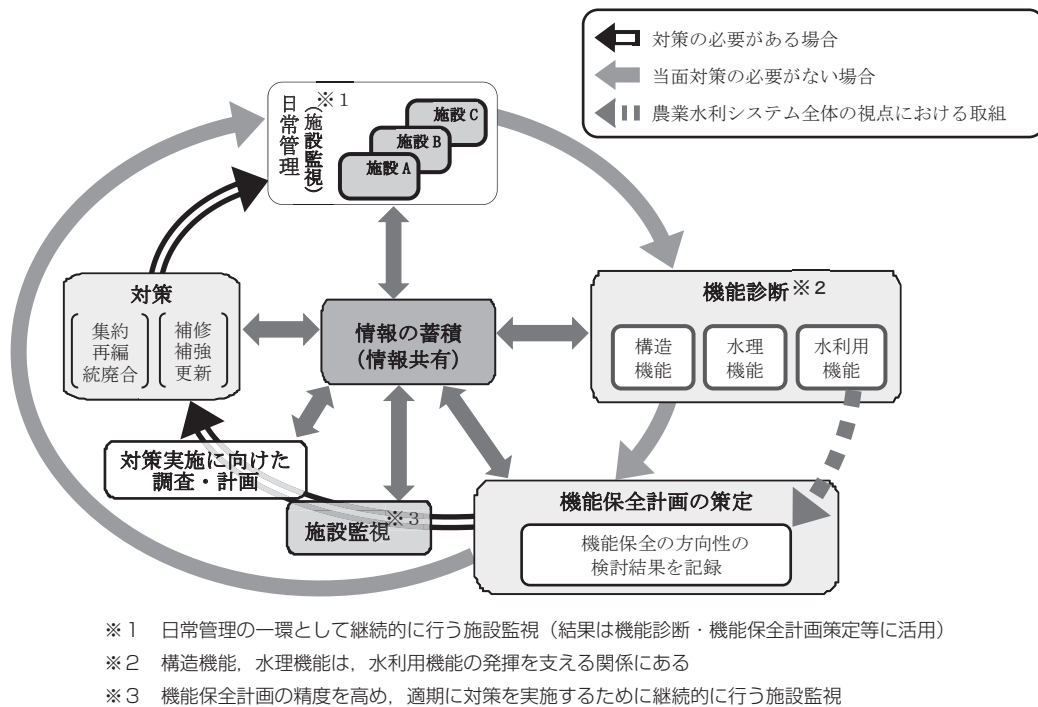 対策の必要がある場合
当面対策の必要がない場合
農業水利システム全体の視点における取組
日常管理
(施設監視)
※1
施設C
施設B
施設A
対策
集約
再編
統廃合
補修
補強
更新
情報の蓄積
(情報共有)
機能診断※2
構造
機能
水理
機能
水利用
機能
対策実施に向けた
調査・計画
施設監視※3
機能保全計画の策定
機能保全の方向性の
検討結果を記録
※1 日常管理の一環として継続的に行う施設監視（結果は機能診断・機能保全計画策定等に活用）
※2 構造機能，水理機能は，水利用機能の発揮を支える関係にある
※3 機能保全計画の精度を高め，適期に対策を実施するために継続的に行う施設監視